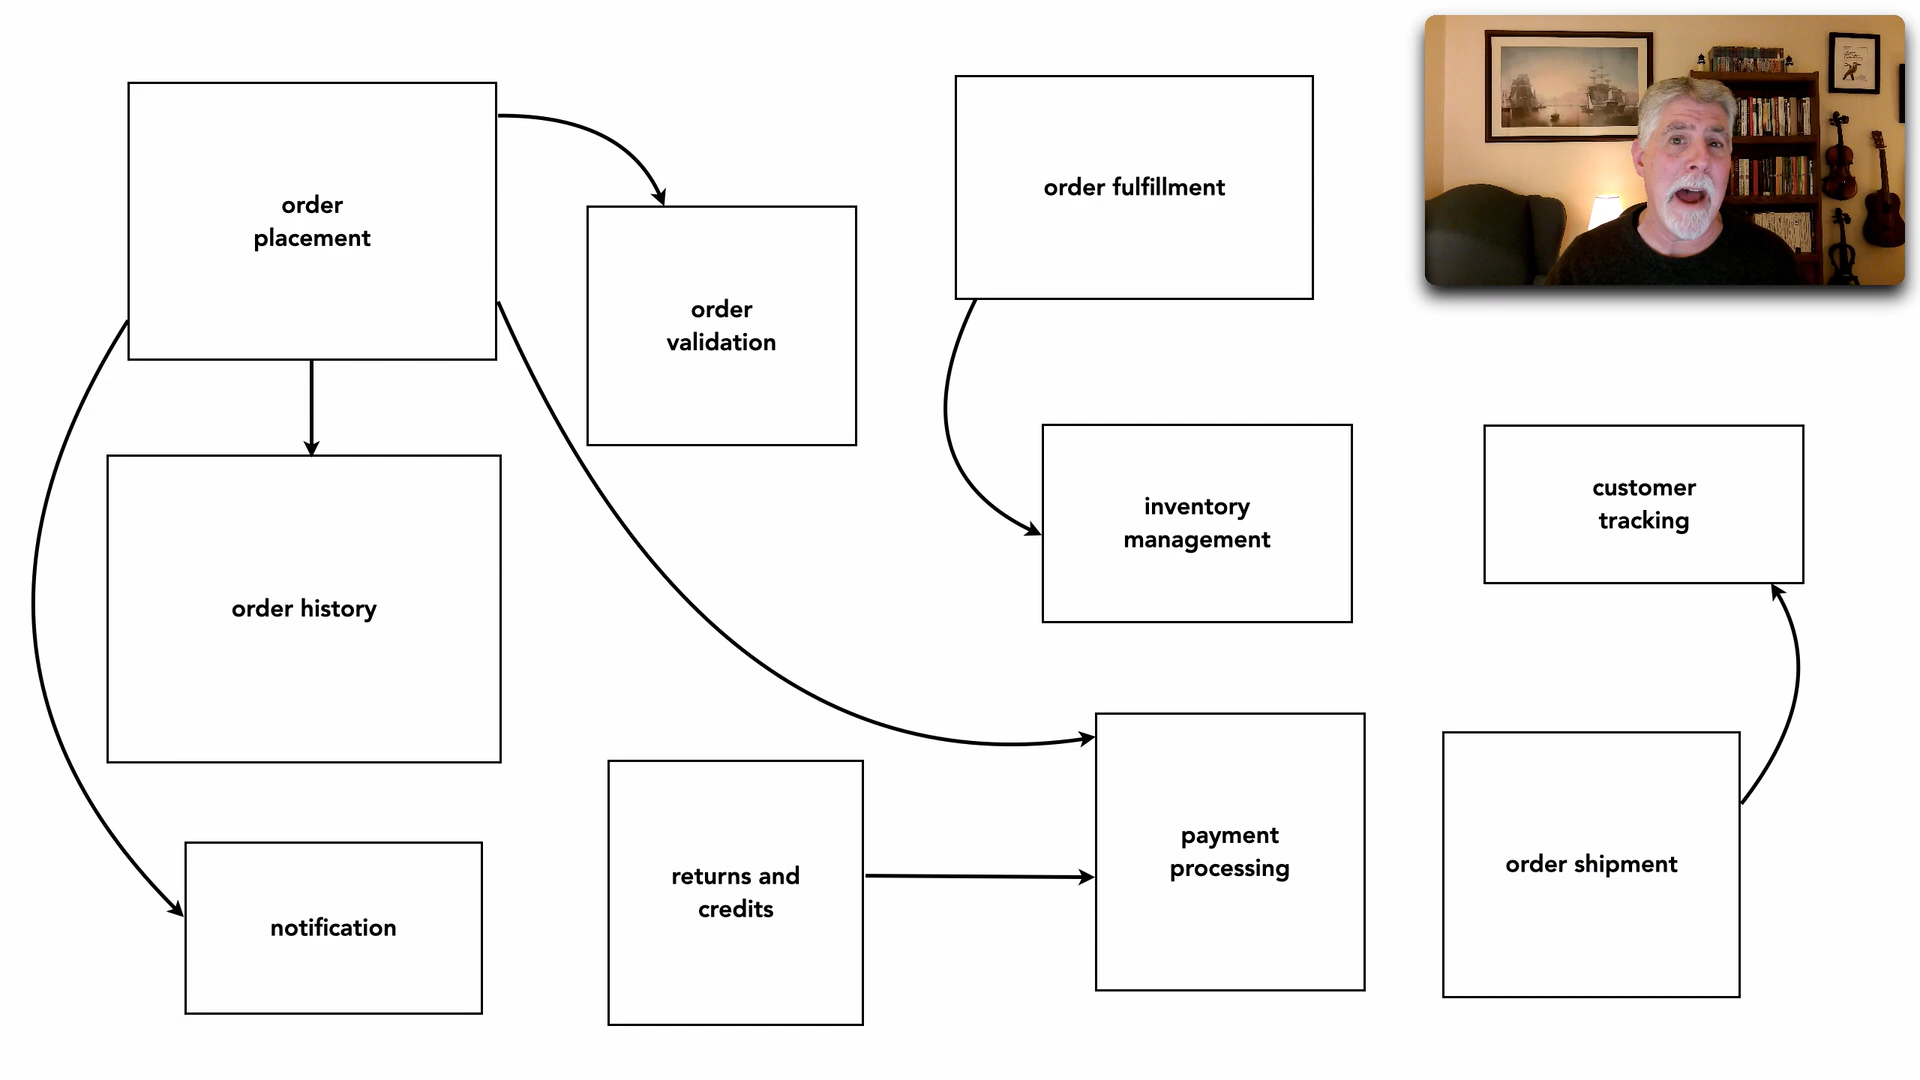 order
placement
order
validation
order fulfillment
inventory
management
customer
tracking
order history
notification
returns and
credits
payment
processing
order shipment